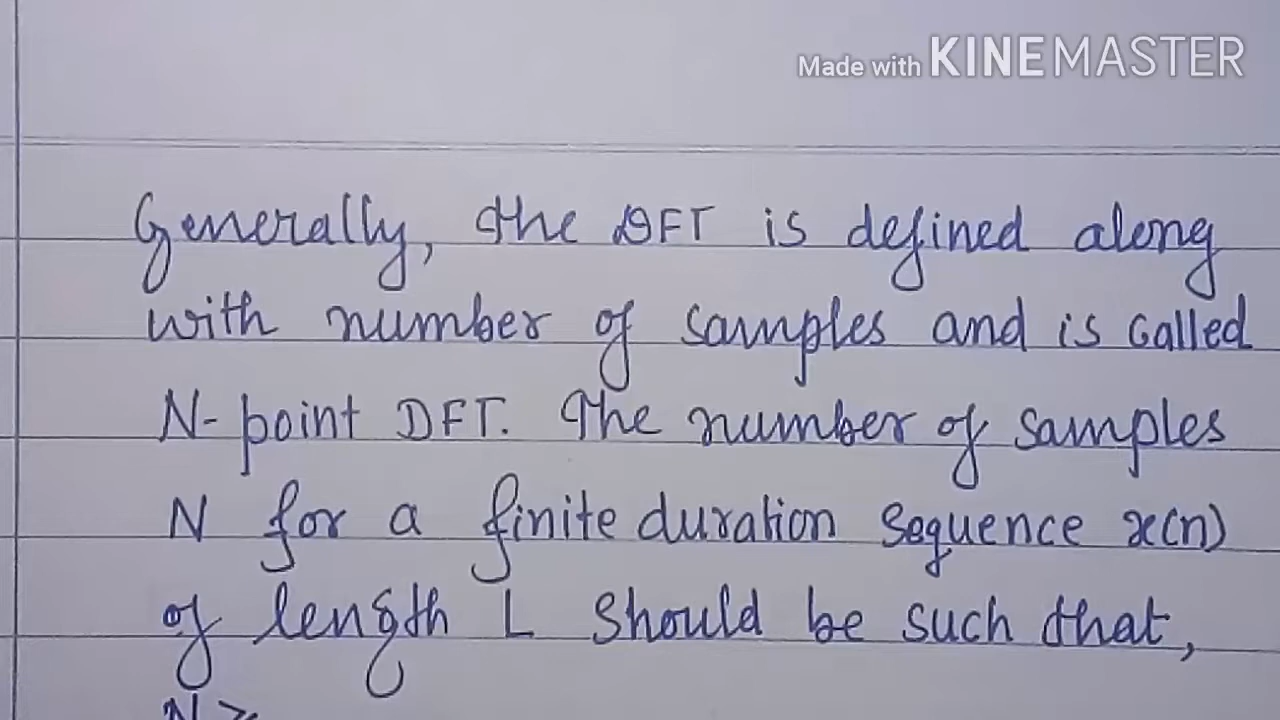 Made with KINEMASTER
Generally, the DFT is defined along
with number of samples and is called
N-point DFT. The number of samples
N for a finite duration sequence x(n)
of length L should be such that,
N ≥